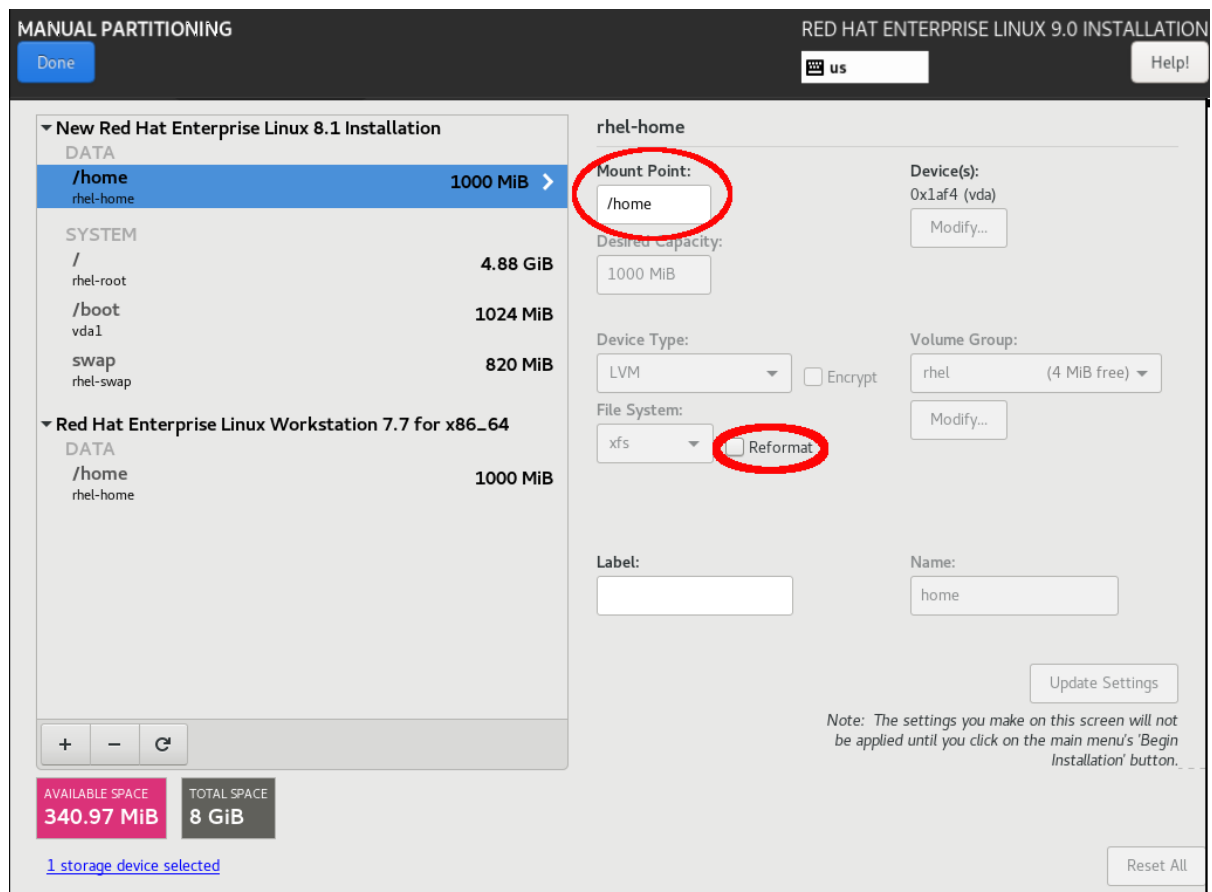 MANUAL PARTITIONING
RED HAT ENTERPRISE LINUX 9.0 INSTALLATION
Done
us
Help!
New Red Hat Enterprise Linux 8.1 Installation
DATA
/home
1000 MiB
rhel-home
SYSTEM
/
4.88 GiB
rhel-root
/boot
1024 MiB
vda1
swap
820 MiB
rhel-swap
Red Hat Enterprise Linux Workstation 7.7 for x86_64
DATA
/home
1000 MiB
rhel-home
+ −
AVAILABLE SPACE
340.97 MiB
TOTAL SPACE
8 GiB
1 storage device selected
rhel-home
Mount Point:
/home
Device(s):
0x1af4 (vda)
Modify...
Desired Capacity:
1000 MiB
Device Type:
LVM
Encrypt
Volume Group:
rhel (4 MiB free)
Modify...
File System:
xfs
Reformat
Label:
Name:
home
Update Settings
Note: The settings you make on this screen will not
be applied until you click on the main menu's 'Begin
Installation' button.
Reset All